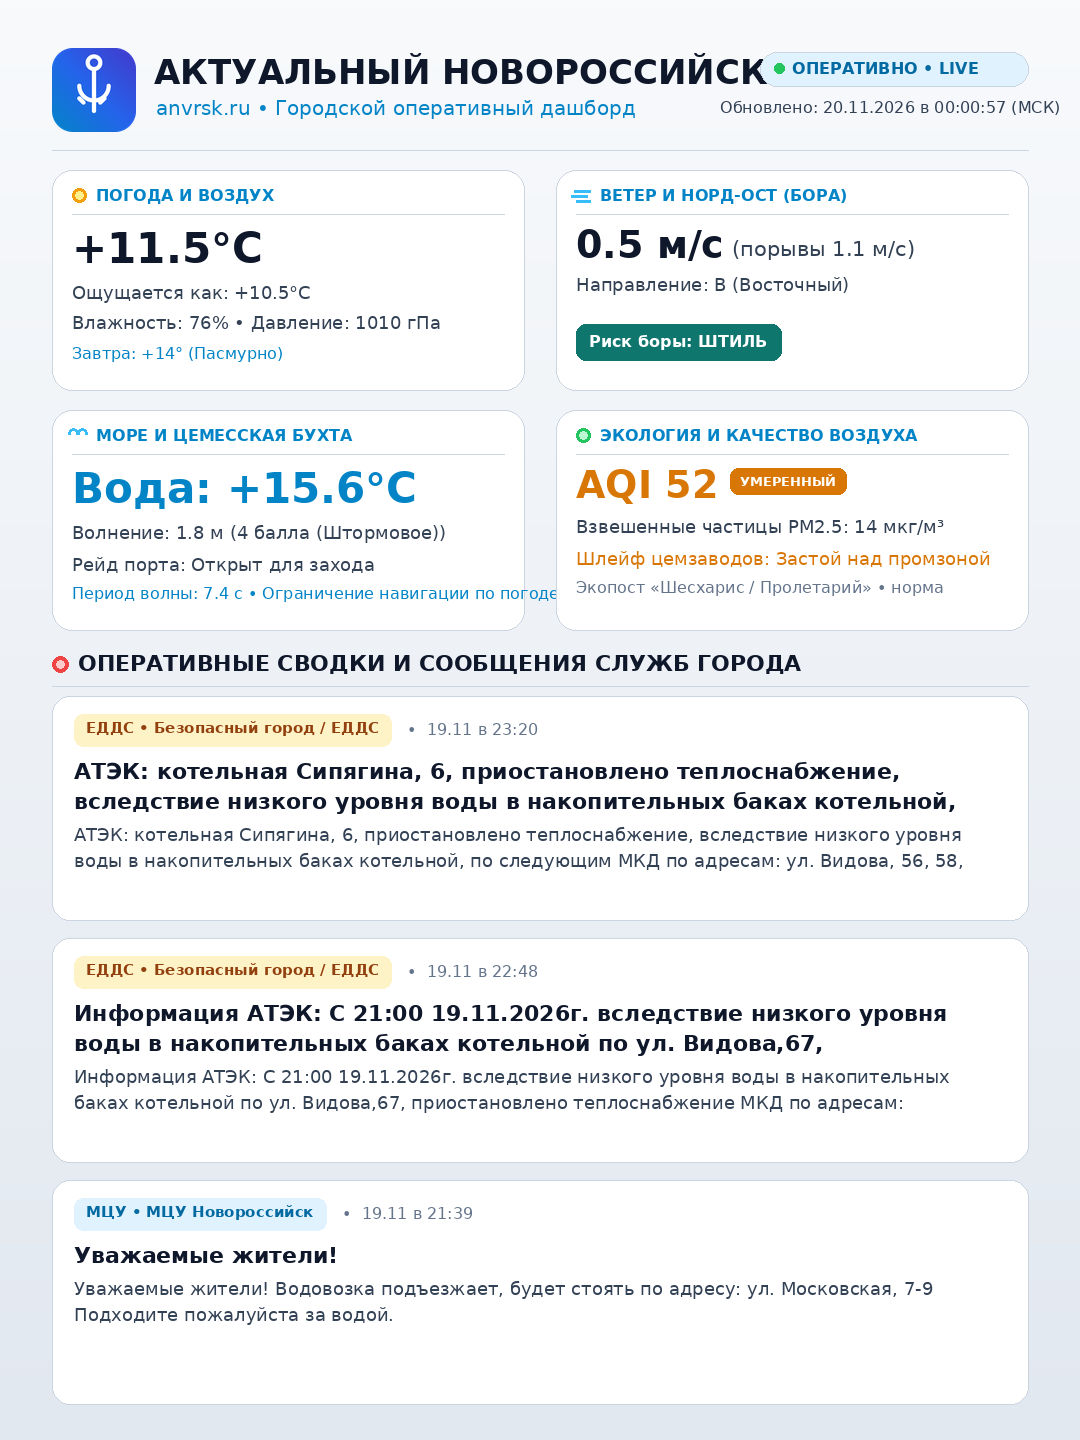 АКТУАЛЬНЫЙ НОВОРОССИЙСК
ОПЕРАТИВНО • LIVE
anvrsk.ru • Городской оперативный дашборд
Обновлено: 20.11.2026 в 00:00:57 (МСК)
ПОГОДА И ВОЗДУХ
+11.5°C
Ощущается как: +10.5°C
Влажность: 76% • Давление: 1010 гПа
Завтра: +14° (Пасмурно)
ВЕТЕР И НОРД-ОСТ (БОРА)
0.5 м/с (порывы 1.1 м/с)
Направление: В (Восточный)
Риск боры: ШТИЛЬ
МОРЕ И ЦЕМЕССКАЯ БУХТА
Вода: +15.6°C
Волнение: 1.8 м (4 балла (Штормовое))
Рейд порта: Открыт для захода
Период волны: 7.4 с • Ограничение навигации по погоде
ЭКОЛОГИЯ И КАЧЕСТВО ВОЗДУХА
AQI 52 УМЕРЕННЫЙ
Взвешенные частицы PM2.5: 14 мкг/м³
Шлейф цемзаводов: Застой над промзоной
Экопост «Шесхарис / Пролетарий» • норма
ОПЕРАТИВНЫЕ СВОДКИ И СООБЩЕНИЯ СЛУЖБ ГОРОДА
ЕДДС • Безопасный город / ЕДДС • 19.11 в 23:20
АТЭК: котельная Сипягина, 6, приостановлено теплоснабжение,
вследствие низкого уровня воды в накопительных баках котельной,
АТЭК: котельная Сипягина, 6, приостановлено теплоснабжение, вследствие низкого уровня
воды в накопительных баках котельной, по следующим МКД по адресам: ул. Видова, 56, 58,
ЕДДС • Безопасный город / ЕДДС • 19.11 в 22:48
Информация АТЭК: С 21:00 19.11.2026г. вследствие низкого уровня
воды в накопительных баках котельной по ул. Видова,67,
Информация АТЭК: С 21:00 19.11.2026г. вследствие низкого уровня воды в накопительных
баках котельной по ул. Видова,67, приостановлено теплоснабжение МКД по адресам:
МЦУ • МЦУ Новороссийск • 19.11 в 21:39
Уважаемые жители!
Уважаемые жители! Водовозка подъезжает, будет стоять по адресу: ул. Московская, 7-9
Подходите пожалуйста за водой.